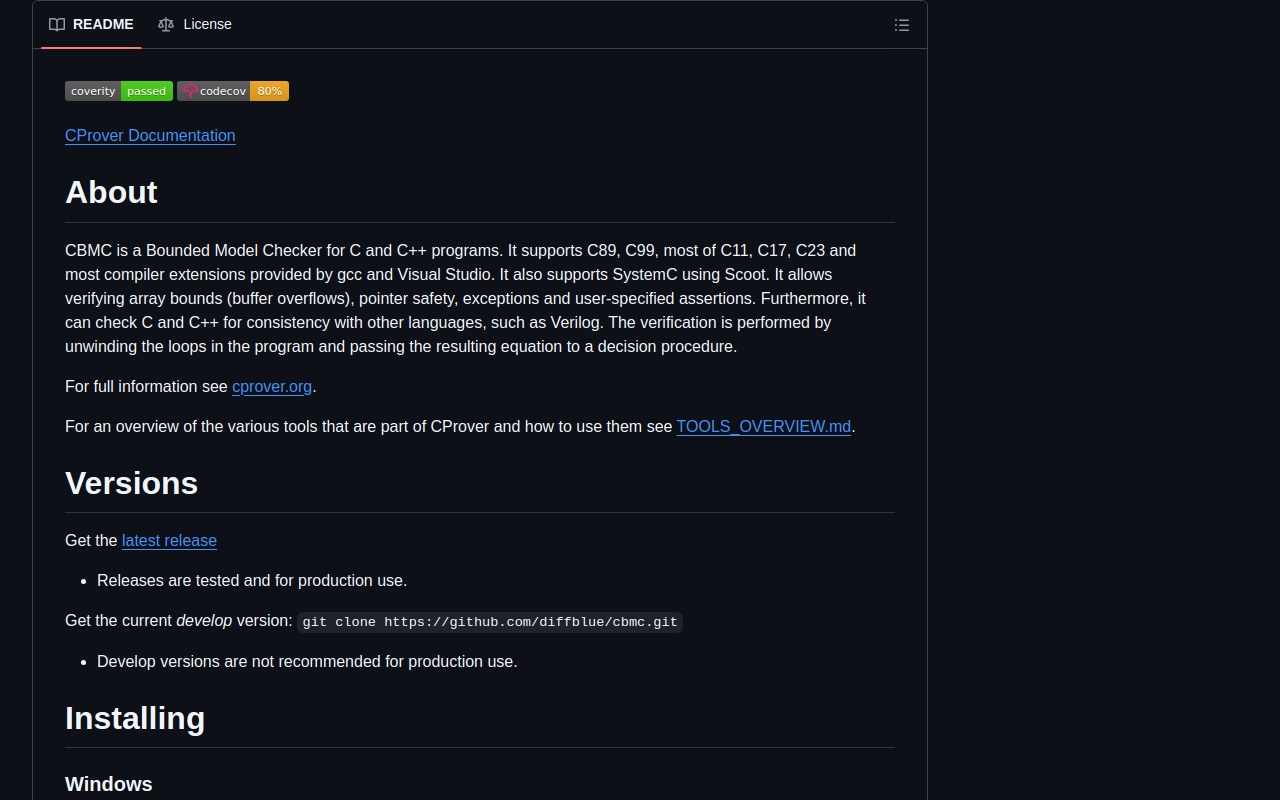 README License
coverity passed codecov 80%
CProver Documentation
About
CBMC is a Bounded Model Checker for C and C++ programs. It supports C89, C99, most of C11, C17, C23 and
most compiler extensions provided by gcc and Visual Studio. It also supports SystemC using Scoot. It allows
verifying array bounds (buffer overflows), pointer safety, exceptions and user-specified assertions. Furthermore, it
can check C and C++ for consistency with other languages, such as Verilog. The verification is performed by
unwinding the loops in the program and passing the resulting equation to a decision procedure.
For full information see cprover.org.
For an overview of the various tools that are part of CProver and how to use them see TOOLS_OVERVIEW.md.
Versions
Get the latest release
• Releases are tested and for production use.
Get the current develop version: git clone https://github.com/diffblue/cbmc.git
• Develop versions are not recommended for production use.
Installing
Windows